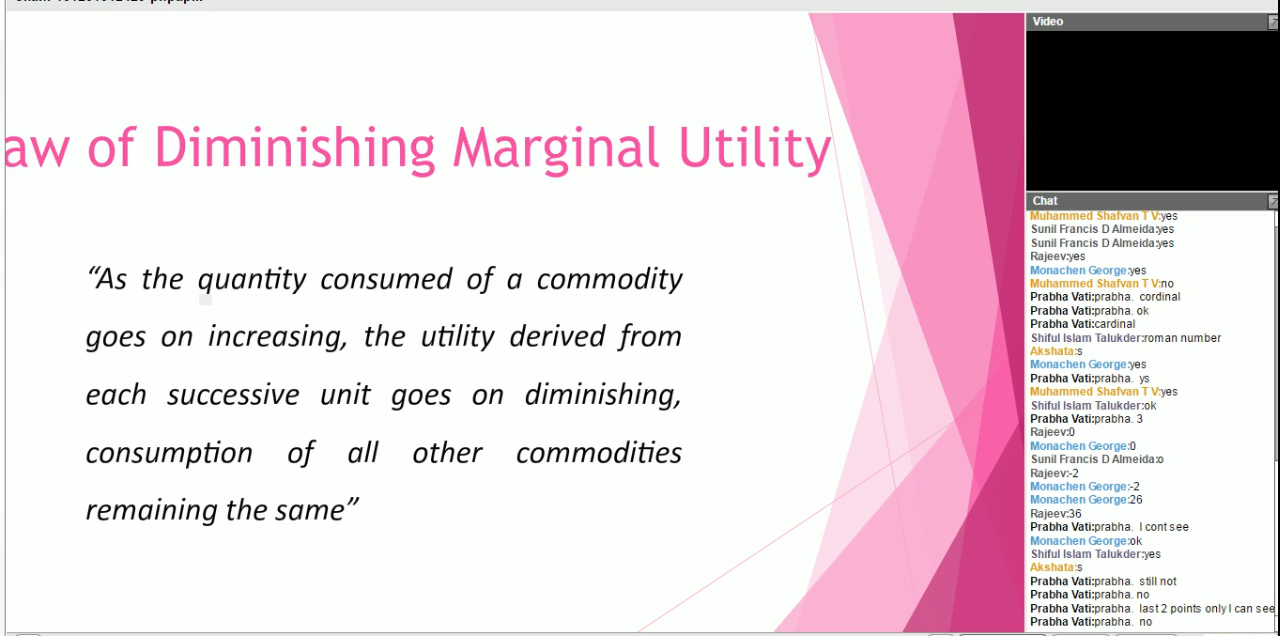 aw of Diminishing Marginal Utility
“As the quantity consumed of a commodity
goes on increasing, the utility derived from
each successive unit goes on diminishing,
consumption of all other commodities
remaining the same”
Video
Chat
Muhammed Shafvan T V:yes
Sunil Francis D Almeida:yes
Sunil Francis D Almeida:yes
Rajeev:yes
Monachen George:yes
Muhammed Shafvan T V:no
Prabha Vati:prabha. cordinal
Prabha Vati:prabha. ok
Prabha Vati:cardinal
Shiful Islam Talukder:roman number
Akshata:s
Monachen George:yes
Prabha Vati:prabha. ys
Muhammed Shafvan T V:yes
Shiful Islam Talukder:ok
Prabha Vati:prabha. 3
Rajeev:0
Monachen George:0
Sunil Francis D Almeida:o
Rajeev:-2
Monachen George:-2
Monachen George:26
Rajeev:36
Prabha Vati:prabha. I cont see
Monachen George:ok
Shiful Islam Talukder:yes
Akshata:s
Prabha Vati:prabha. still not
Prabha Vati:prabha. no
Prabha Vati:prabha. last 2 points only I can see
Prabha Vati:prabha. no